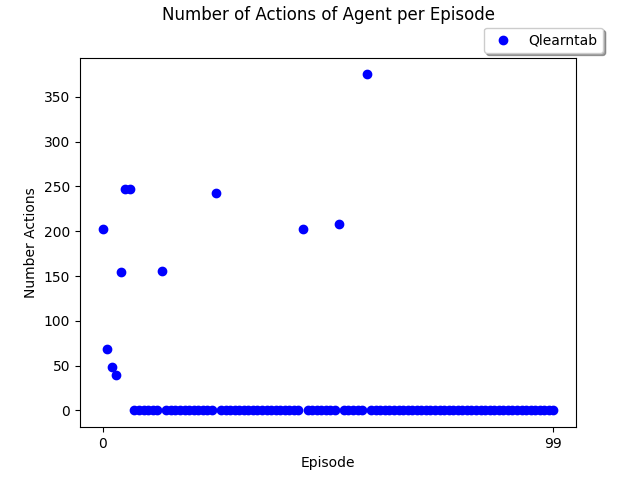 Number of Actions of Agent per Episode
Qlearntab
350
300
250
200
150
100
50
0
Number Actions
0
99
Episode